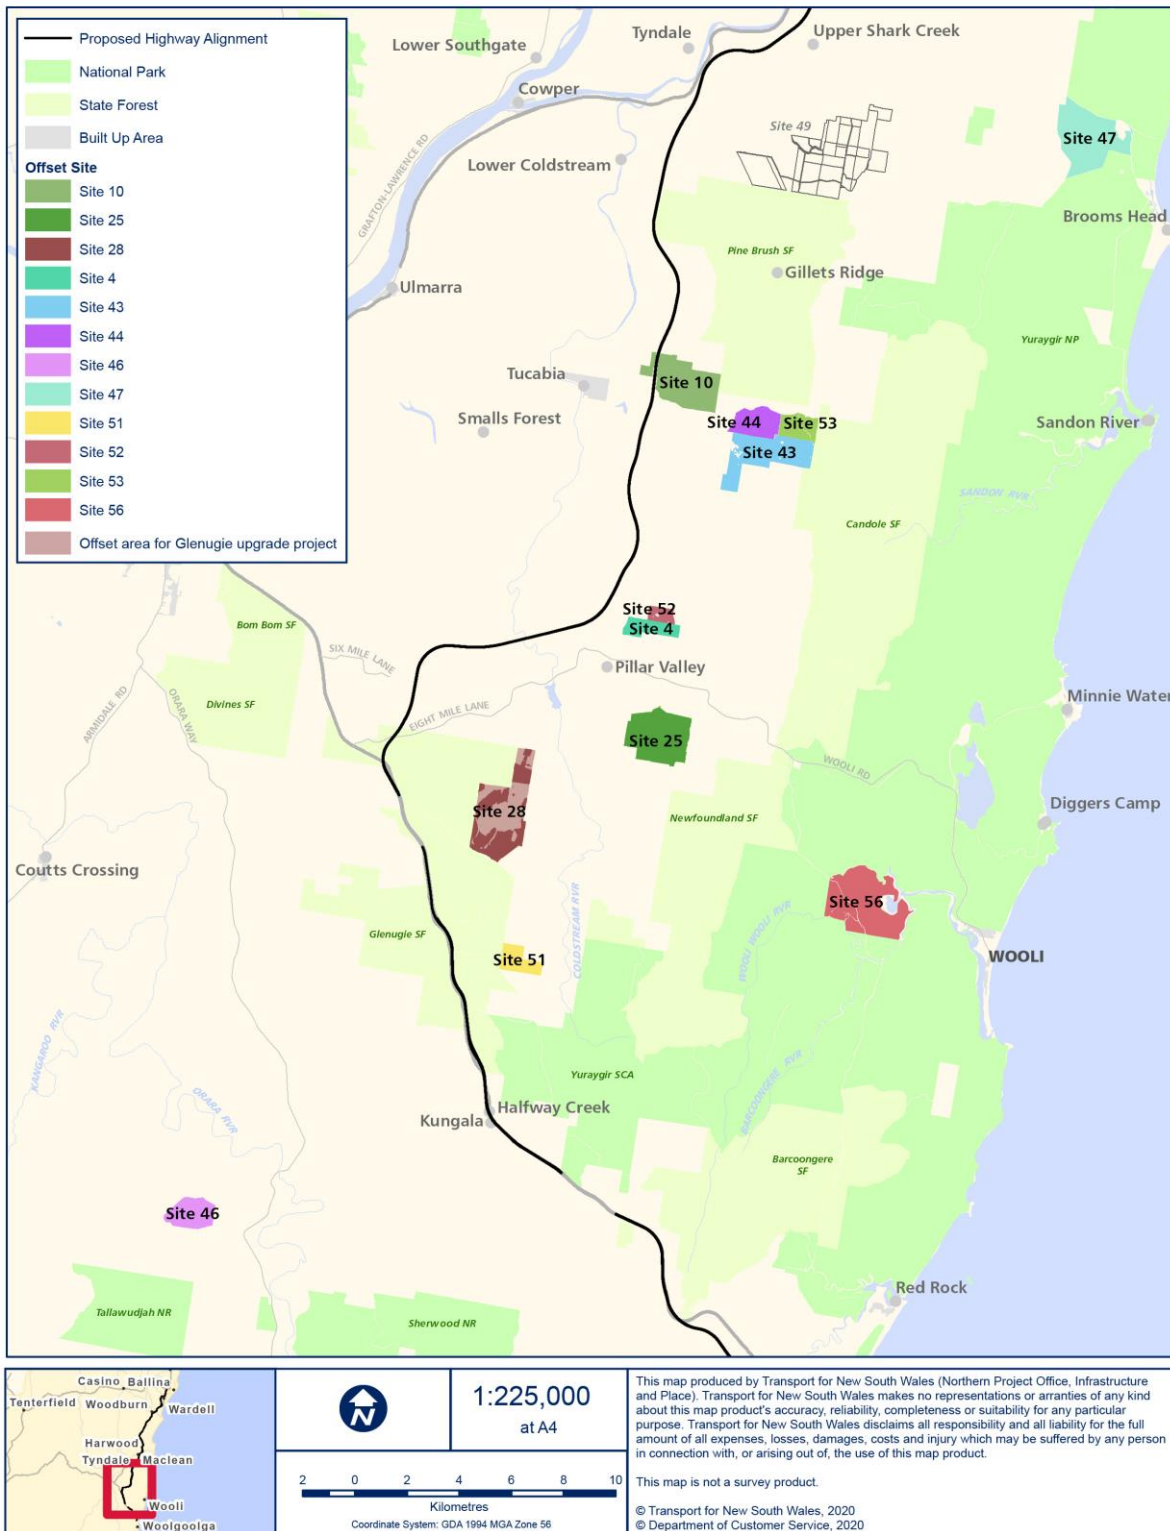 Proposed Highway Alignment
National Park
State Forest
Built Up Area
Offset Site
Site 10
Site 25
Site 28
Site 4
Site 43
Site 44
Site 46
Site 47
Site 51
Site 52
Site 53
Site 56
Offset area for Glenugie upgrade project
Lower Southgate
Tyndale
Upper Shark Creek
Cowper
GRAFTON-LAWRENCE RD
Lower Coldstream
Site 49
Site 47
Brooms Head
Pine Brush SF
Gillets Ridge
Ulmarra
Yuraygir NP
Tucabia
Site 10
Smalls Forest
Site 44
Site 53
Site 43
Sandon River
SANDON RVR
Candole SF
Site 52
Site 4
Bom Bom SF
SIX MILE LANE
Pillar Valley
ARMIDALE RD
ORARA WAY
Divines SF
EIGHT MILE LANE
Minnie Water
Site 25
WOOLI RD
Site 28
Newfoundland SF
Diggers Camp
Coutts Crossing
Site 56
Glenugie SF
COLDSTREAM RVR
WOOLI WOOLI RVR
Site 51
WOOLI
KANGAROO RVR
ORARA RVR
Yuraygir SCA
BARCOONGERE RVR
Halfway Creek
Kungala
Barcoongere
SF
Site 46
Red Rock
Tallawudjah NR
Sherwood NR
Casino Ballina
Tenterfield
Woodburn
Wardell
Harwood
Tyndale Maclean
Wooli
Woolgoolga
N
1:225,000
at A4
2 0 2 4 6 8 10
Kilometres
Coordinate System: GDA 1994 MGA Zone 56
This map produced by Transport for New South Wales (Northern Project Office, Infrastructure
and Place). Transport for New South Wales makes no representations or arranties of any kind
about this map product's accuracy, reliability, completeness or suitability for any particular
purpose. Transport for New South Wales disclaims all responsibility and all liability for the full
amount of all expenses, losses, damages, costs and injury which may be suffered by any person
in connection with, or arising out of, the use of this map product.
This map is not a survey product.
© Transport for New South Wales, 2020
© Department of Customer Service, 2020